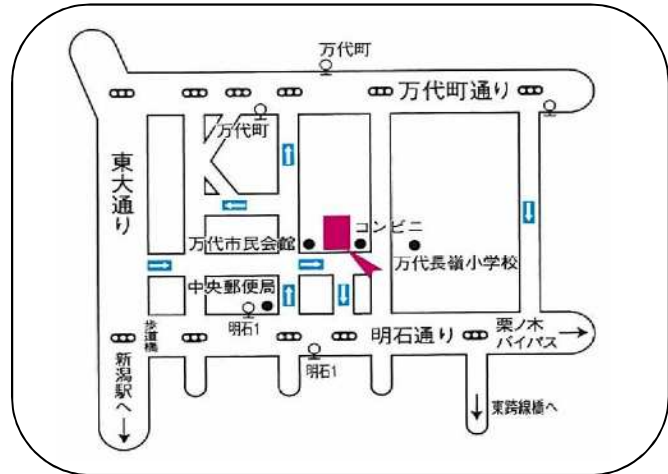 万代町
万代町通り
万代町
東大通り
コンビニ
万代市民会館
万代長嶺小学校
中央郵便局
明石1
歩道橋
明石通り
栗ノ木
バイパス
明石1
新潟駅へ
東跨線橋へ